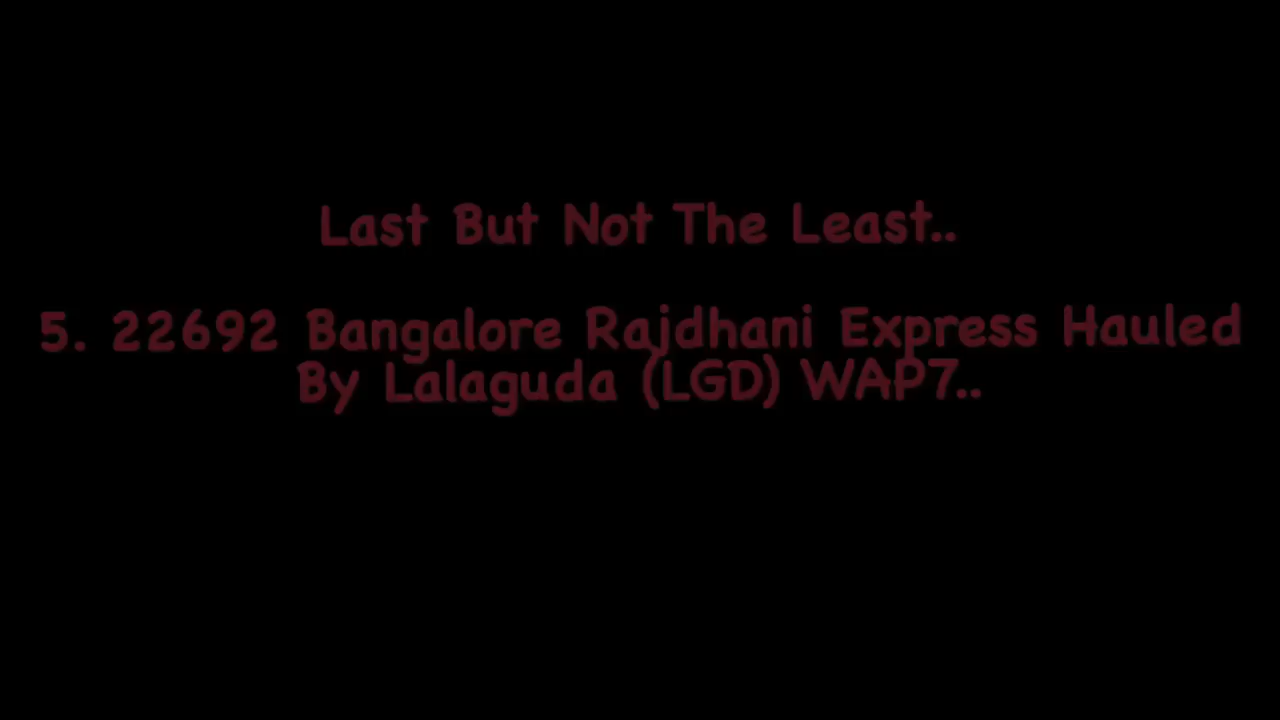 Last But Not The Least..
5. 22692 Bangalore Rajdhani Express Hauled
By Lalaguda (LGD) WAP7..